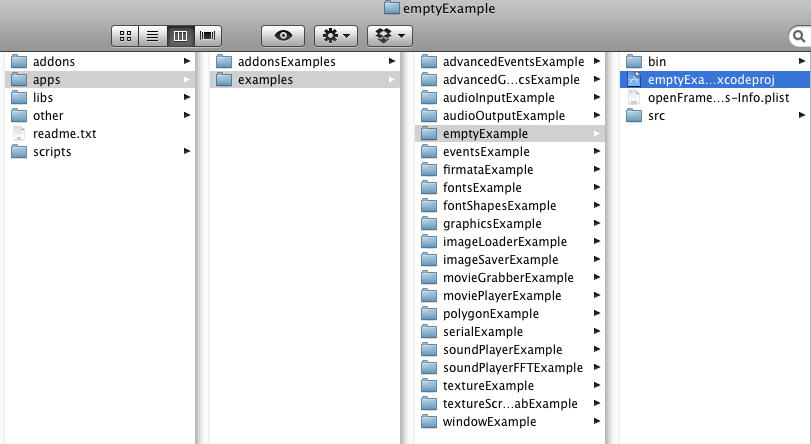 emptyExample
addons
apps
libs
other
readme.txt
scripts
addonsExamples
examples
advancedEventsExample
advancedG...csExample
audioInputExample
audioOutputExample
emptyExample
eventsExample
firmataExample
fontsExample
fontShapesExample
graphicsExample
imageLoaderExample
imageSaverExample
movieGrabberExample
moviePlayerExample
polygonExample
serialExample
soundPlayerExample
soundPlayerFFTExample
textureExample
textureScr...abExample
windowExample
bin
emptyExa...xcodeproj
openFrame...s-Info.plist
src